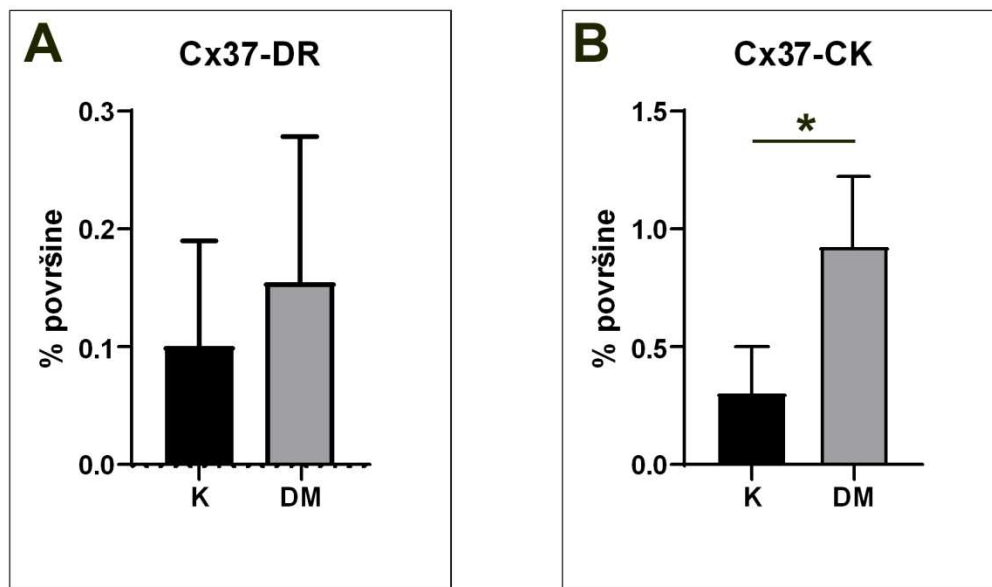 A
Cx37-DR
% površine
0.3
0.2
0.1
0.0
K DM
B
Cx37-CK
*
% površine
1.5
1.0
0.5
0.0
K DM